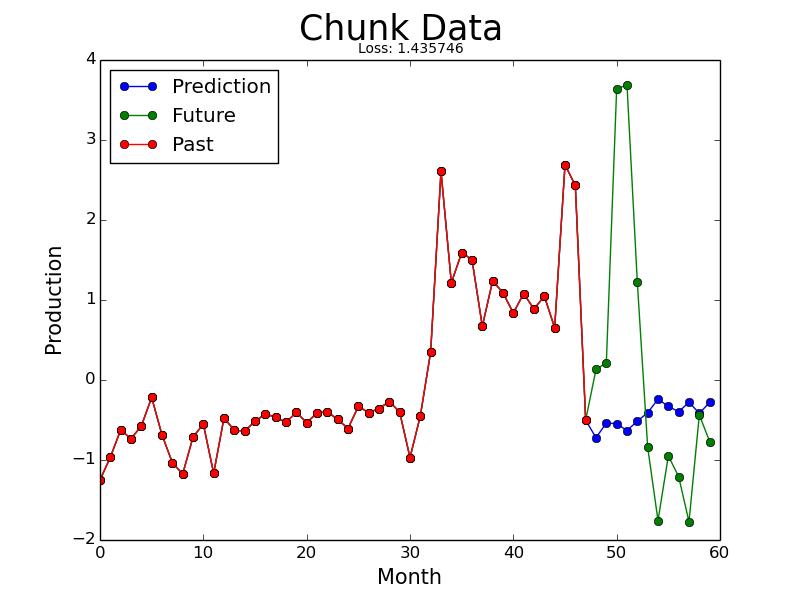 Chunk Data
Loss: 1.435746
Prediction
Future
Past
4
3
2
1
0
−1
−2
Production
0 10 20 30 40 50 60
Month